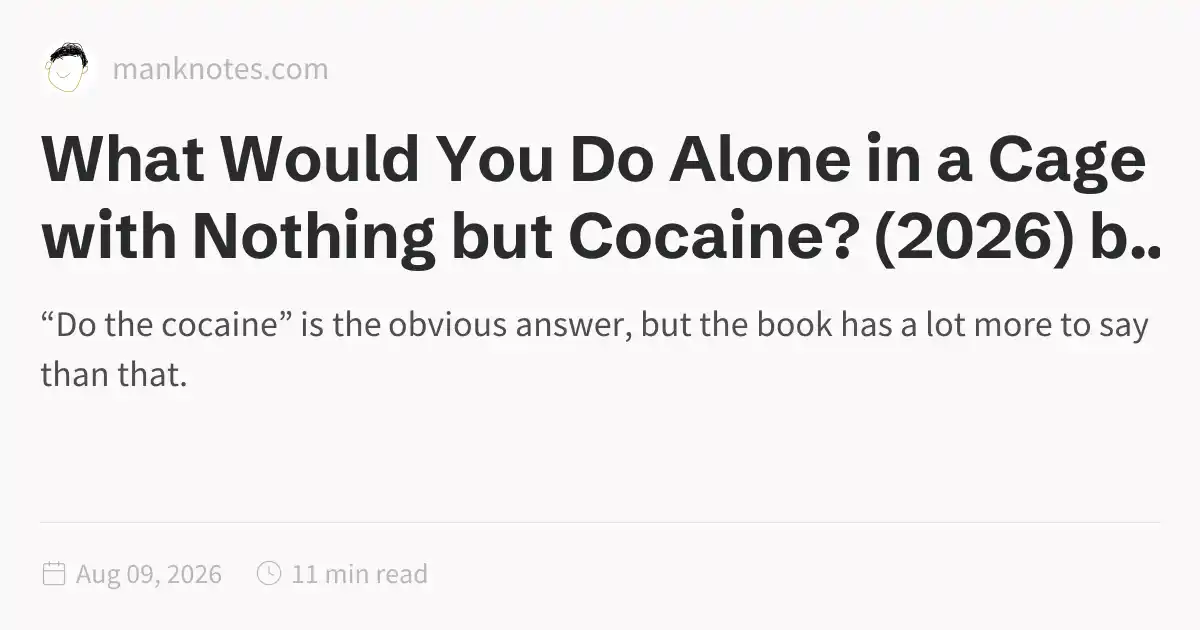 manknotes.com
What Would You Do Alone in a Cage
with Nothing but Cocaine? (2026) b..
“Do the cocaine” is the obvious answer, but the book has a lot more to say
than that.
Aug 09, 2026 11 min read